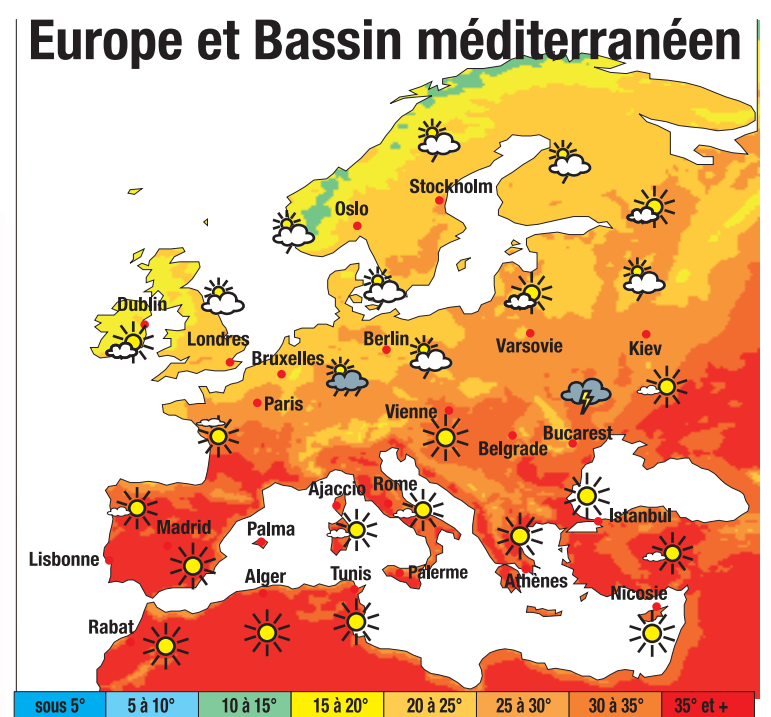 Europe et Bassin méditerranéen
Stockholm
Oslo
Dublin
Londres
Berlin
Varsovie
Kiev
Bruxelles
Paris
Vienne
Bucarest
Belgrade
Ajaccio
Rome
Istanbul
Madrid
Palma
Lisbonne
Alger
Tunis
Palerme
Athènes
Nicosie
Rabat
sous 5° 5 à 10° 10 à 15° 15 à 20° 20 à 25° 25 à 30° 30 à 35° 35° et +